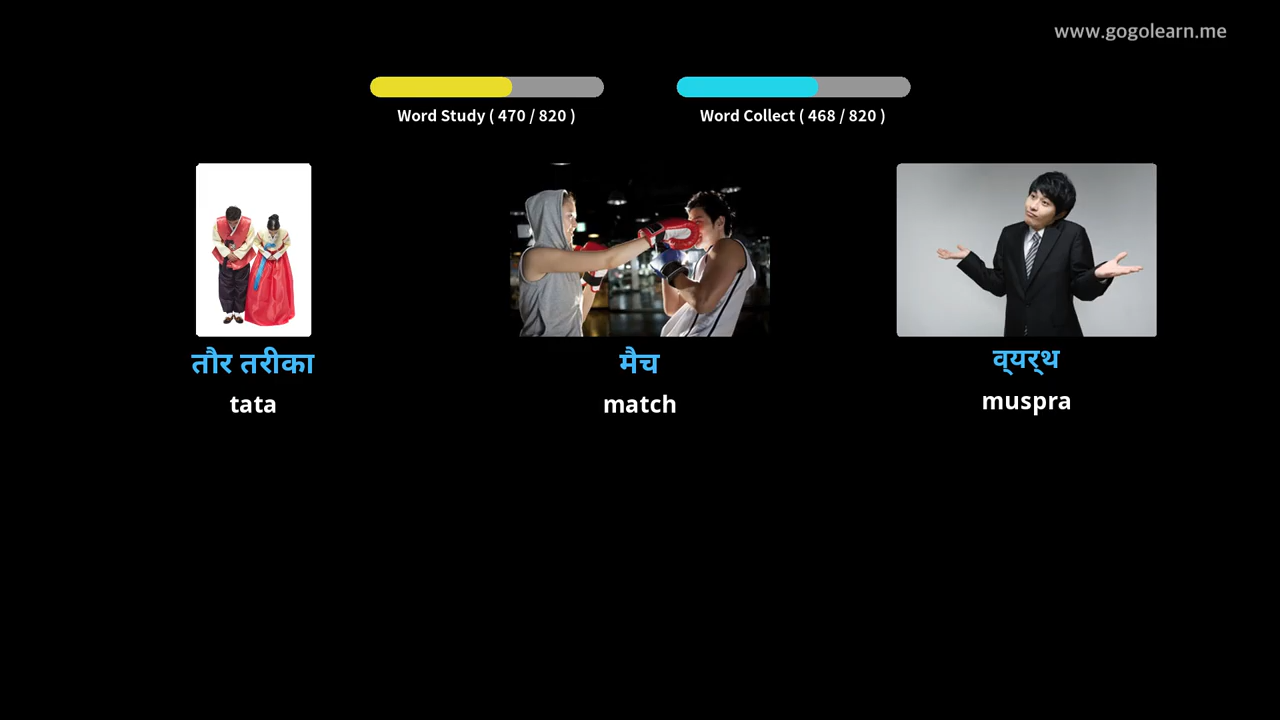 www.gogolearn.me
Word Study ( 470 / 820 )
Word Collect ( 468 / 820 )
तौर तरीका
मैच
व्यर्थ
tata
match
muspra